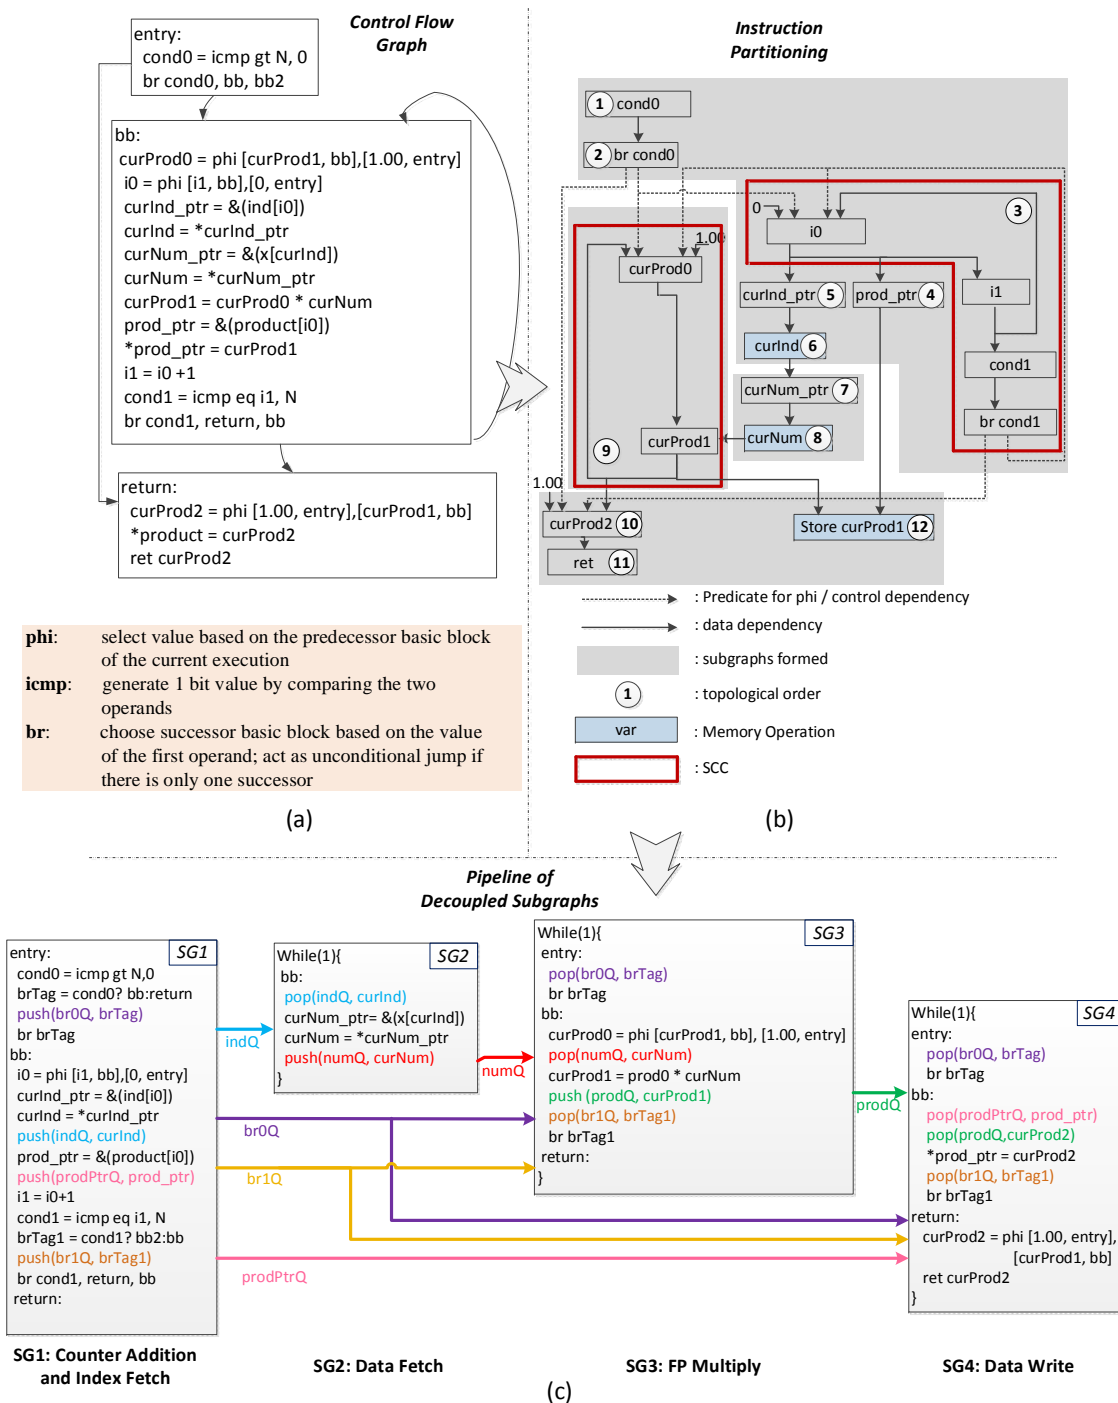 Control Flow
Graph
entry:
cond0 = icmp gt N, 0
br cond0, bb, bb2
bb:
curProd0 = phi [curProd1, bb],[1.00, entry]
i0 = phi [i1, bb],[0, entry]
curInd_ptr = &(ind[i0])
curInd = *curInd_ptr
curNum_ptr = &(x[curInd])
curNum = *curNum_ptr
curProd1 = curProd0 * curNum
prod_ptr = &(product[i0])
*prod_ptr = curProd1
i1 = i0 +1
cond1 = icmp eq i1, N
br cond1, return, bb
return:
curProd2 = phi [1.00, entry],[curProd1, bb]
*product = curProd2
ret curProd2
phi: select value based on the predecessor basic block
of the current execution
icmp: generate 1 bit value by comparing the two
operands
br: choose successor basic block based on the value
of the first operand; act as unconditional jump if
there is only one successor
(a)
Instruction
Partitioning
1 cond0
2 br cond0
3
0
i0
1.00
curProd0
curInd_ptr 5
prod_ptr 4
i1
curInd 6
cond1
curNum_ptr 7
br cond1
curProd1
curNum 8
9
1.00
curProd2 10
Store curProd1 12
ret 11
: Predicate for phi / control dependency
: data dependency
: subgraphs formed
1 : topological order
var : Memory Operation
: SCC
(b)
Pipeline of
Decoupled Subgraphs
SG1
entry:
cond0 = icmp gt N,0
brTag = cond0? bb:return
push(br0Q, brTag)
br brTag
bb:
i0 = phi [i1, bb],[0, entry]
curInd_ptr = &(ind[i0])
curInd = *curInd_ptr
push(indQ, curInd)
prod_ptr = &(product[i0])
push(prodPtrQ, prod_ptr)
i1 = i0+1
cond1 = icmp eq i1, N
brTag1 = cond1? bb2:bb
push(br1Q, brTag1)
br cond1, return, bb
return:
indQ
br0Q
br1Q
prodPtrQ
SG2
While(1){
bb:
pop(indQ, curInd)
curNum_ptr= &(x[curInd])
curNum = *curNum_ptr
push(numQ, curNum)
}
numQ
SG3
While(1){
entry:
pop(br0Q, brTag)
br brTag
bb:
curProd0 = phi [curProd1, bb], [1.00, entry]
pop(numQ, curNum)
curProd1 = prod0 * curNum
push (prodQ, curProd1)
pop(br1Q, brTag1)
br brTag1
return:
}
prodQ
SG4
While(1){
entry:
pop(br0Q, brTag)
br brTag
bb:
pop(prodPtrQ, prod_ptr)
pop(prodQ,curProd2)
*prod_ptr = curProd2
pop(br1Q, brTag1)
br brTag1
return:
curProd2 = phi [1.00, entry],
[curProd1, bb]
ret curProd2
}
SG1: Counter Addition
and Index Fetch
SG2: Data Fetch
SG3: FP Multiply
SG4: Data Write
(c)